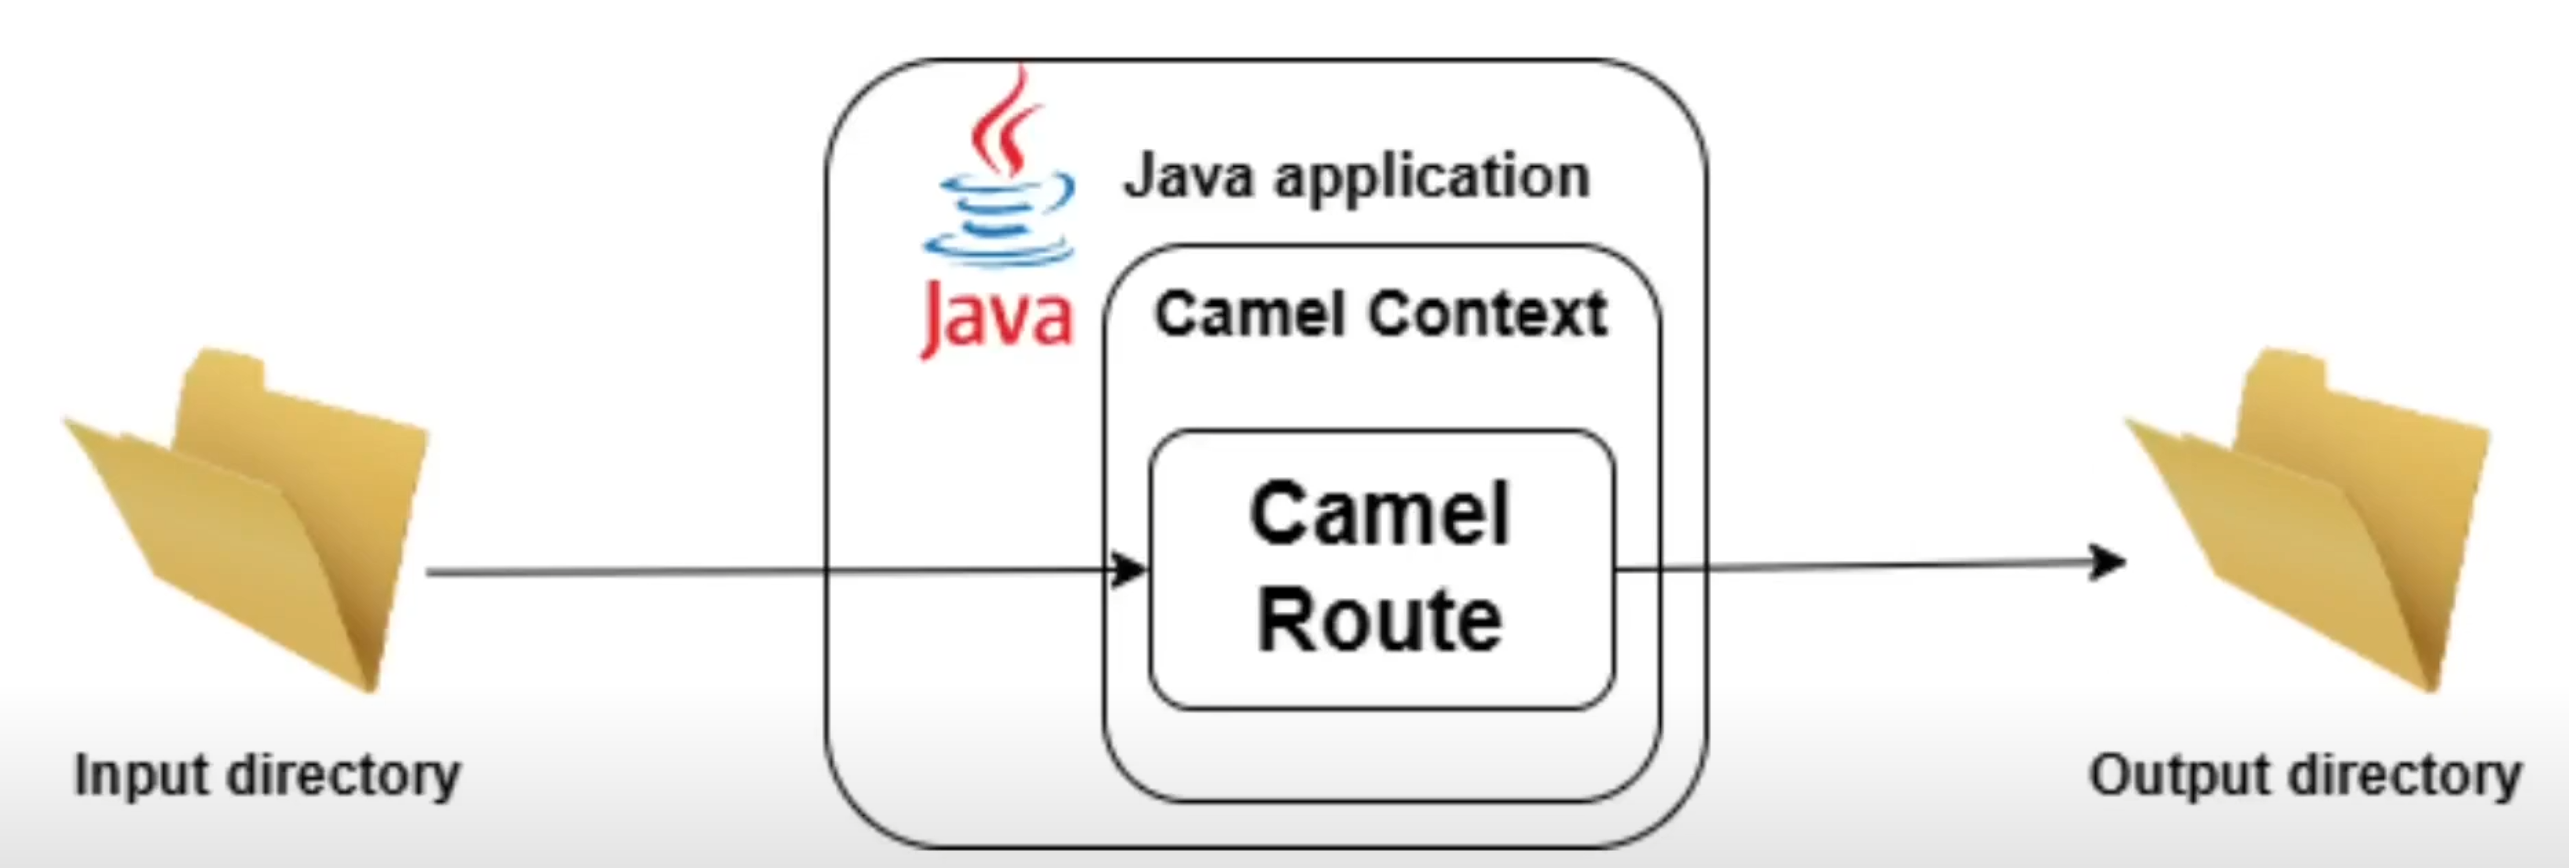 Java application
Java
Camel Context
Camel
Route
Input directory
Output directory